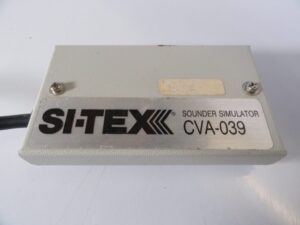 SI-TEX®
SOUNDER SIMULATOR
CVA-039